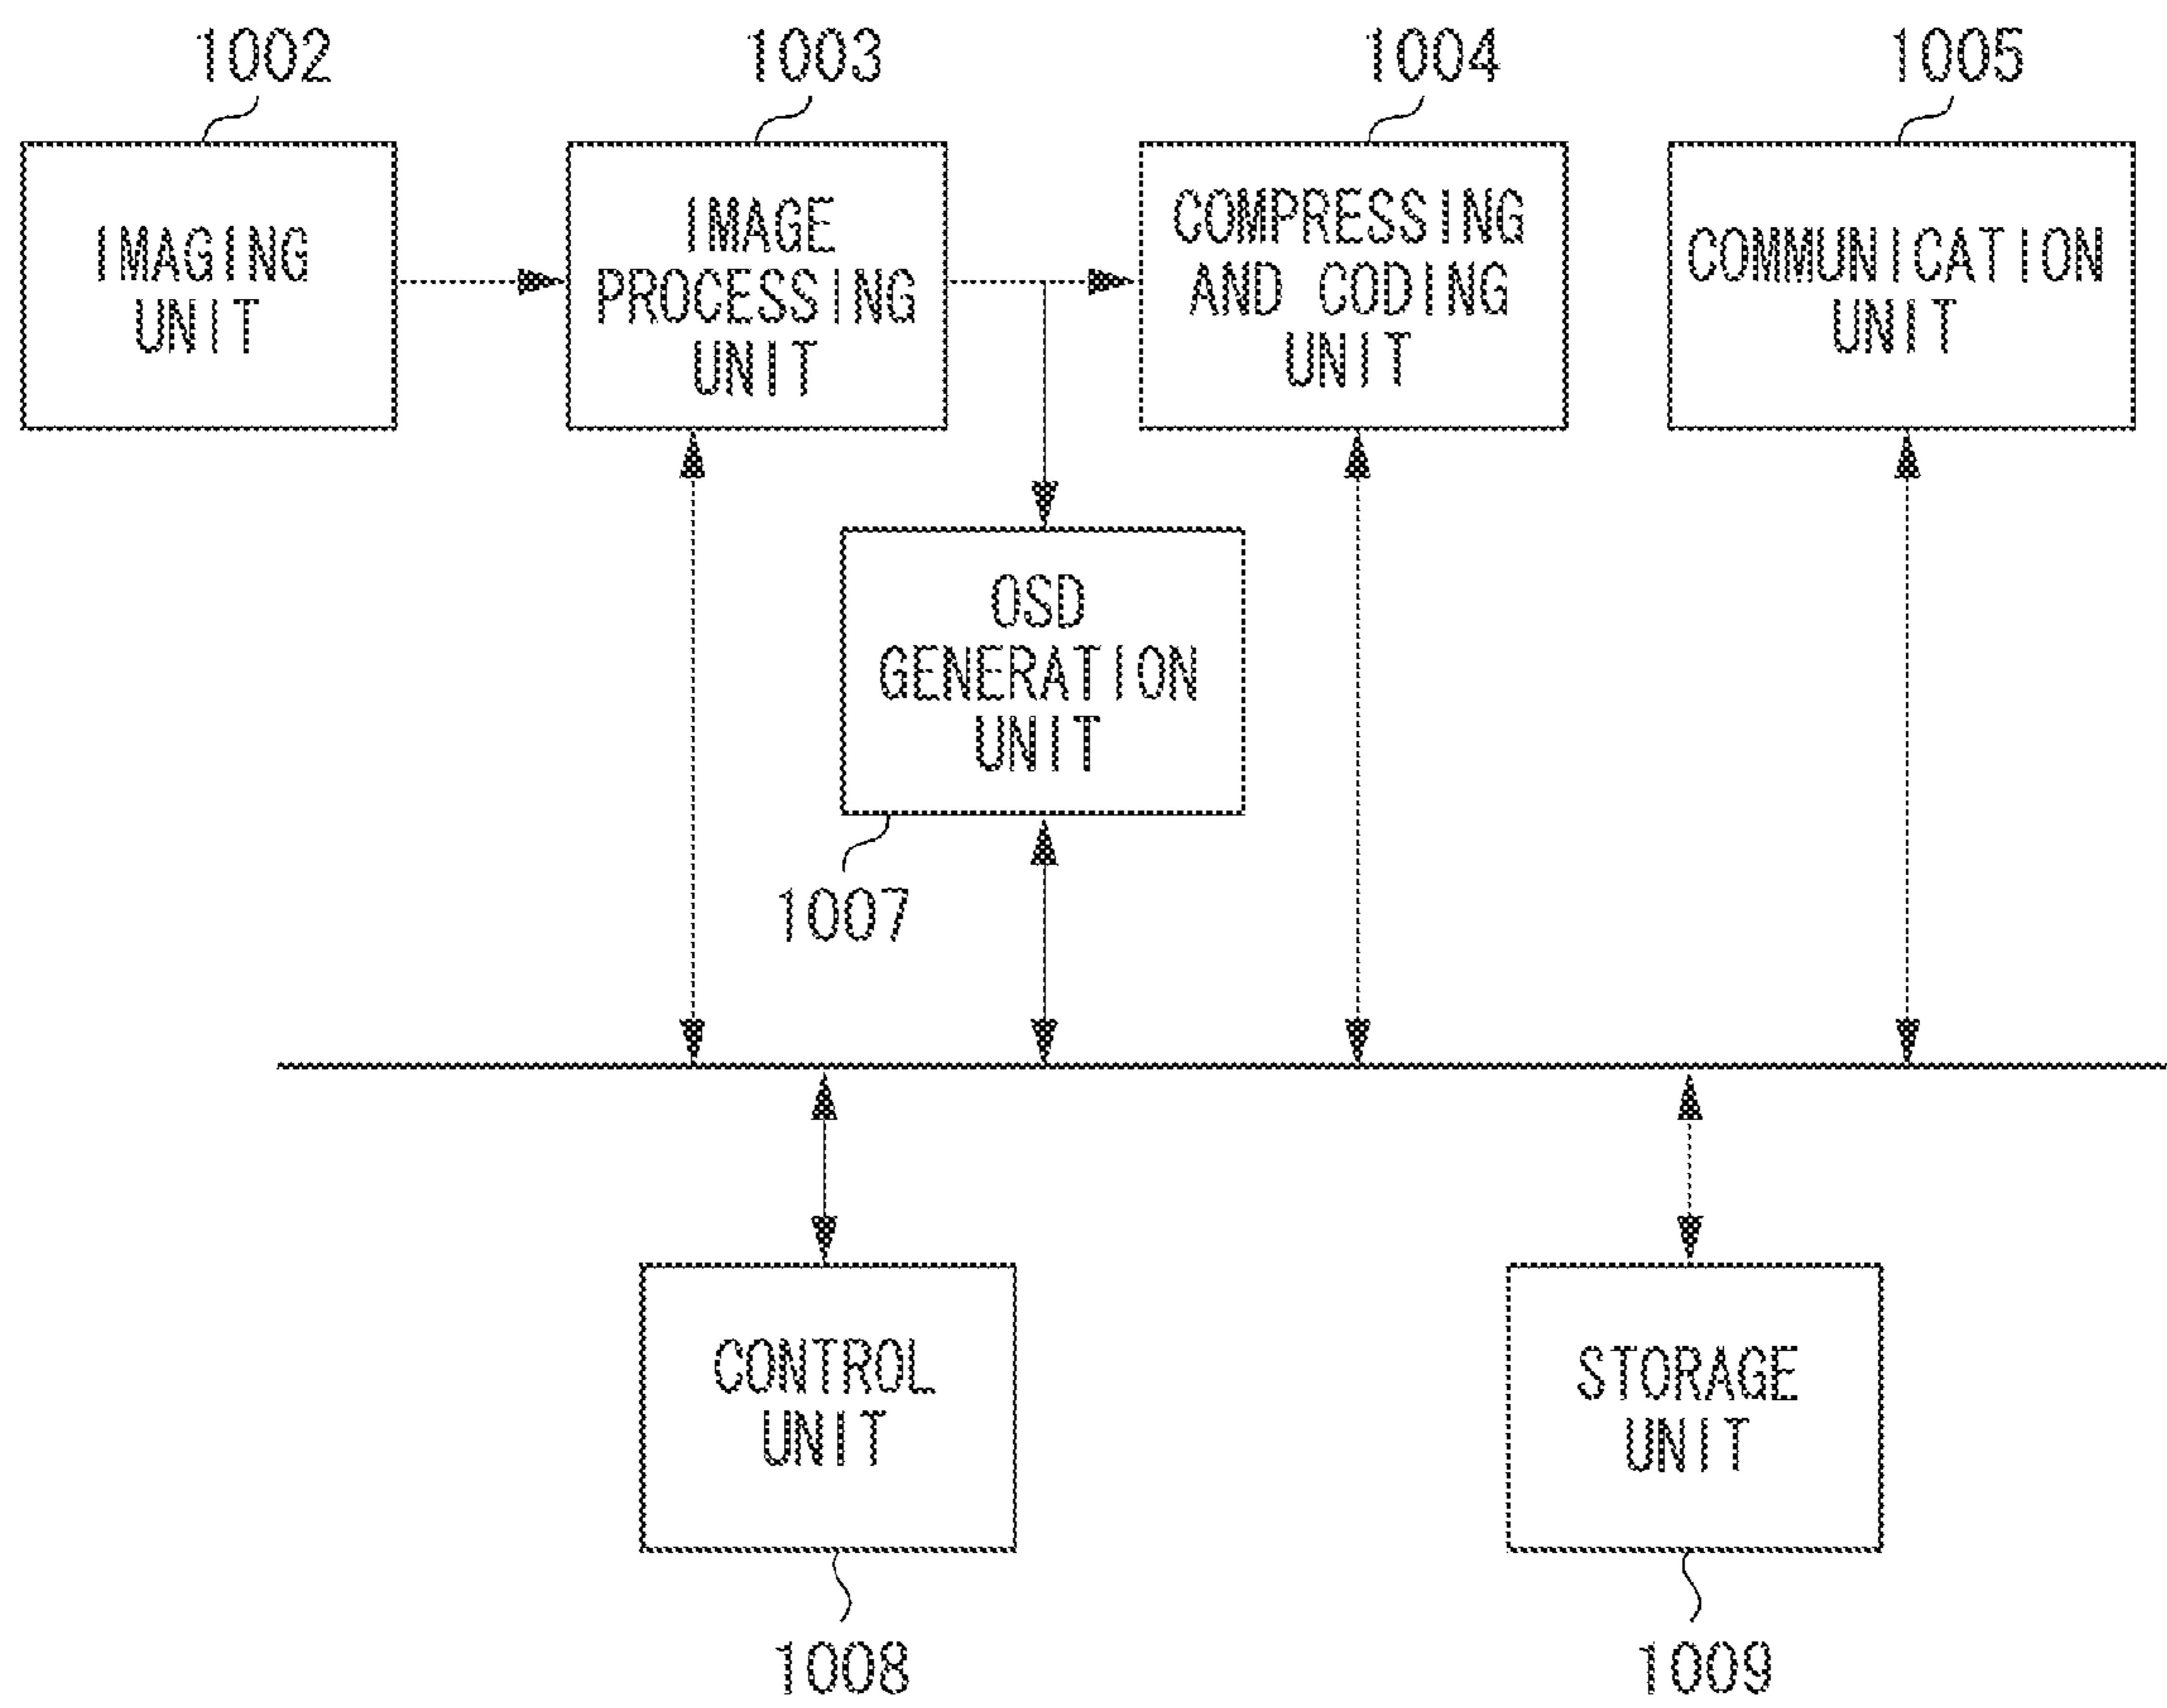 1002
1003
1004
1005
IMAGING
UNIT
IMAGE
PROCESSING
UNIT
COMPRESSING
AND CODING
UNIT
COMMUNICATION
UNIT
OSD
GENERATION
UNIT
1007
CONTROL
UNIT
STORAGE
UNIT
1008
1009